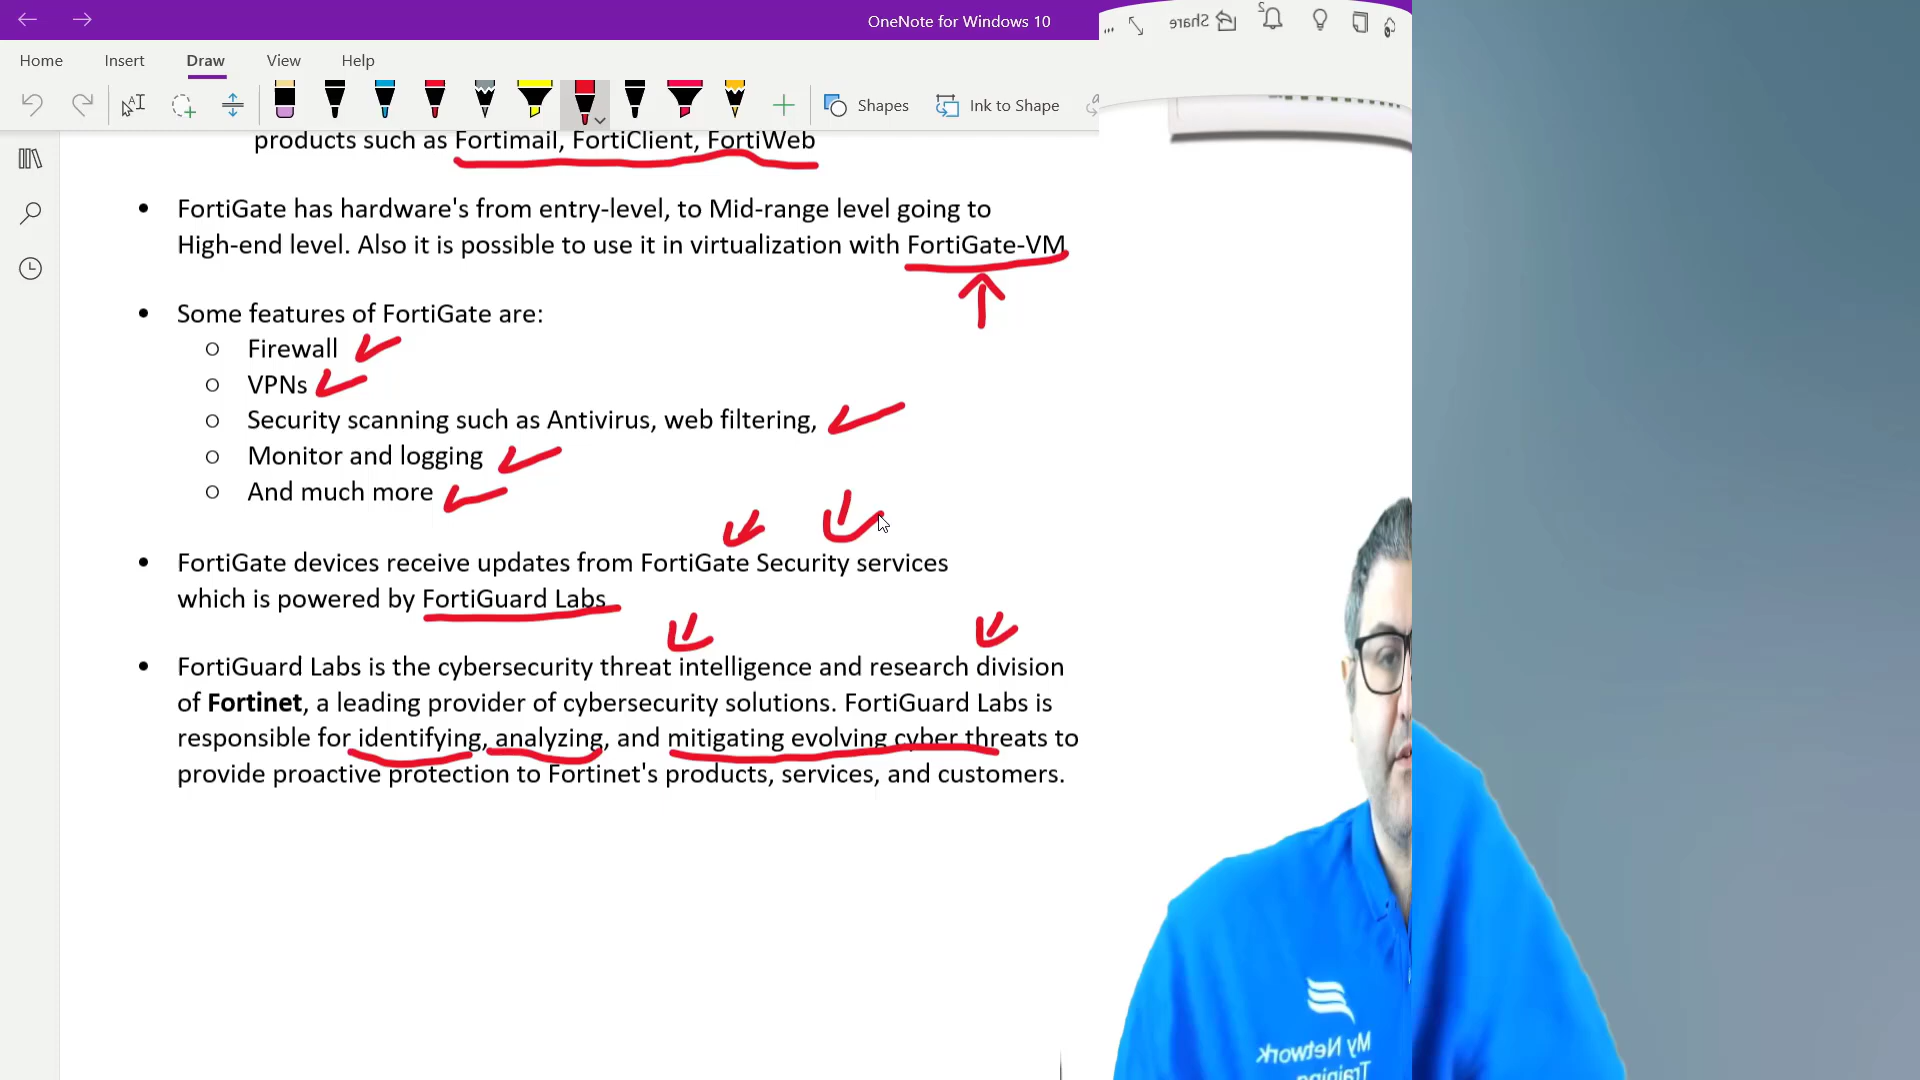 OneNote for Windows 10
... Share 2
Home Insert Draw View Help
Shapes Ink to Shape
products such as Fortimail, FortiClient, FortiWeb
• FortiGate has hardware's from entry-level, to Mid-range level going to
High-end level. Also it is possible to use it in virtualization with FortiGate-VM
• Some features of FortiGate are:
o Firewall
o VPNs
o Security scanning such as Antivirus, web filtering,
o Monitor and logging
o And much more
• FortiGate devices receive updates from FortiGate Security services
which is powered by FortiGuard Labs
• FortiGuard Labs is the cybersecurity threat intelligence and research division
of Fortinet, a leading provider of cybersecurity solutions. FortiGuard Labs is
responsible for identifying, analyzing, and mitigating evolving cyber threats to
provide proactive protection to Fortinet's products, services, and customers.
My Network
Training